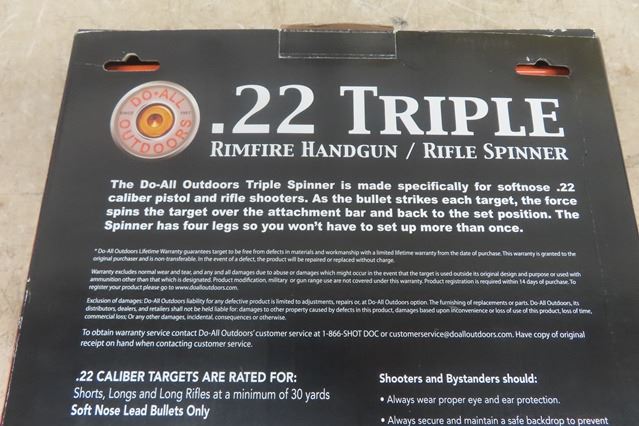 DO-ALL
SINCE 1997
OUTDOORS
.22 TRIPLE
RIMFIRE HANDGUN / RIFLE SPINNER
The Do-All Outdoors Triple Spinner is made specifically for softnose .22
caliber pistol and rifle shooters. As the bullet strikes each target, the force
spins the target over the attachment bar and back to the set position. The
Spinner has four legs so you won't have to set up more than once.
* Do-All Outdoors Lifetime Warranty guarantees target to be free from defects in materials and workmanship with a limited lifetime warranty from the date of purchase. This warranty is granted to the
original purchaser and is non-transferable. In the event of a defect, the product will be repaired or replaced without charge.
Warranty excludes normal wear and tear, and any and all damages due to abuse or damages which might occur in the event that the target is used outside its original design and purpose or used with
ammunition other than that which is designated. Product modification, military or gun range use are not covered under this warranty. Product registration is required within 14 days of purchase. To
register your product please go to www.doalloutdoors.com.
Exclusion of damages: Do-All Outdoors liability for any defective product is limited to adjustments, repairs or, at Do-All Outdoors option. The furnishing of replacements or parts. Do-All Outdoors, its
distributors, dealers, and retailers shall not be held liable for: damages to other property caused by defects in this product, damages based upon inconvenience or loss of use of this product, loss of time,
commercial loss; Or any other damages, incidental, consequences or otherwise.
To obtain warranty service contact Do-All Outdoors' customer service at 1-866-SHOT DOC or customerservice@doalloutdoors.com. Have copy of original
receipt on hand when contacting customer service.
.22 CALIBER TARGETS ARE RATED FOR:
Shorts, Longs and Long Rifles at a minimum of 30 yards
Soft Nose Lead Bullets Only
Shooters and Bystanders should:
• Always wear proper eye and ear protection.
• Always secure and maintain a safe backdrop to prevent